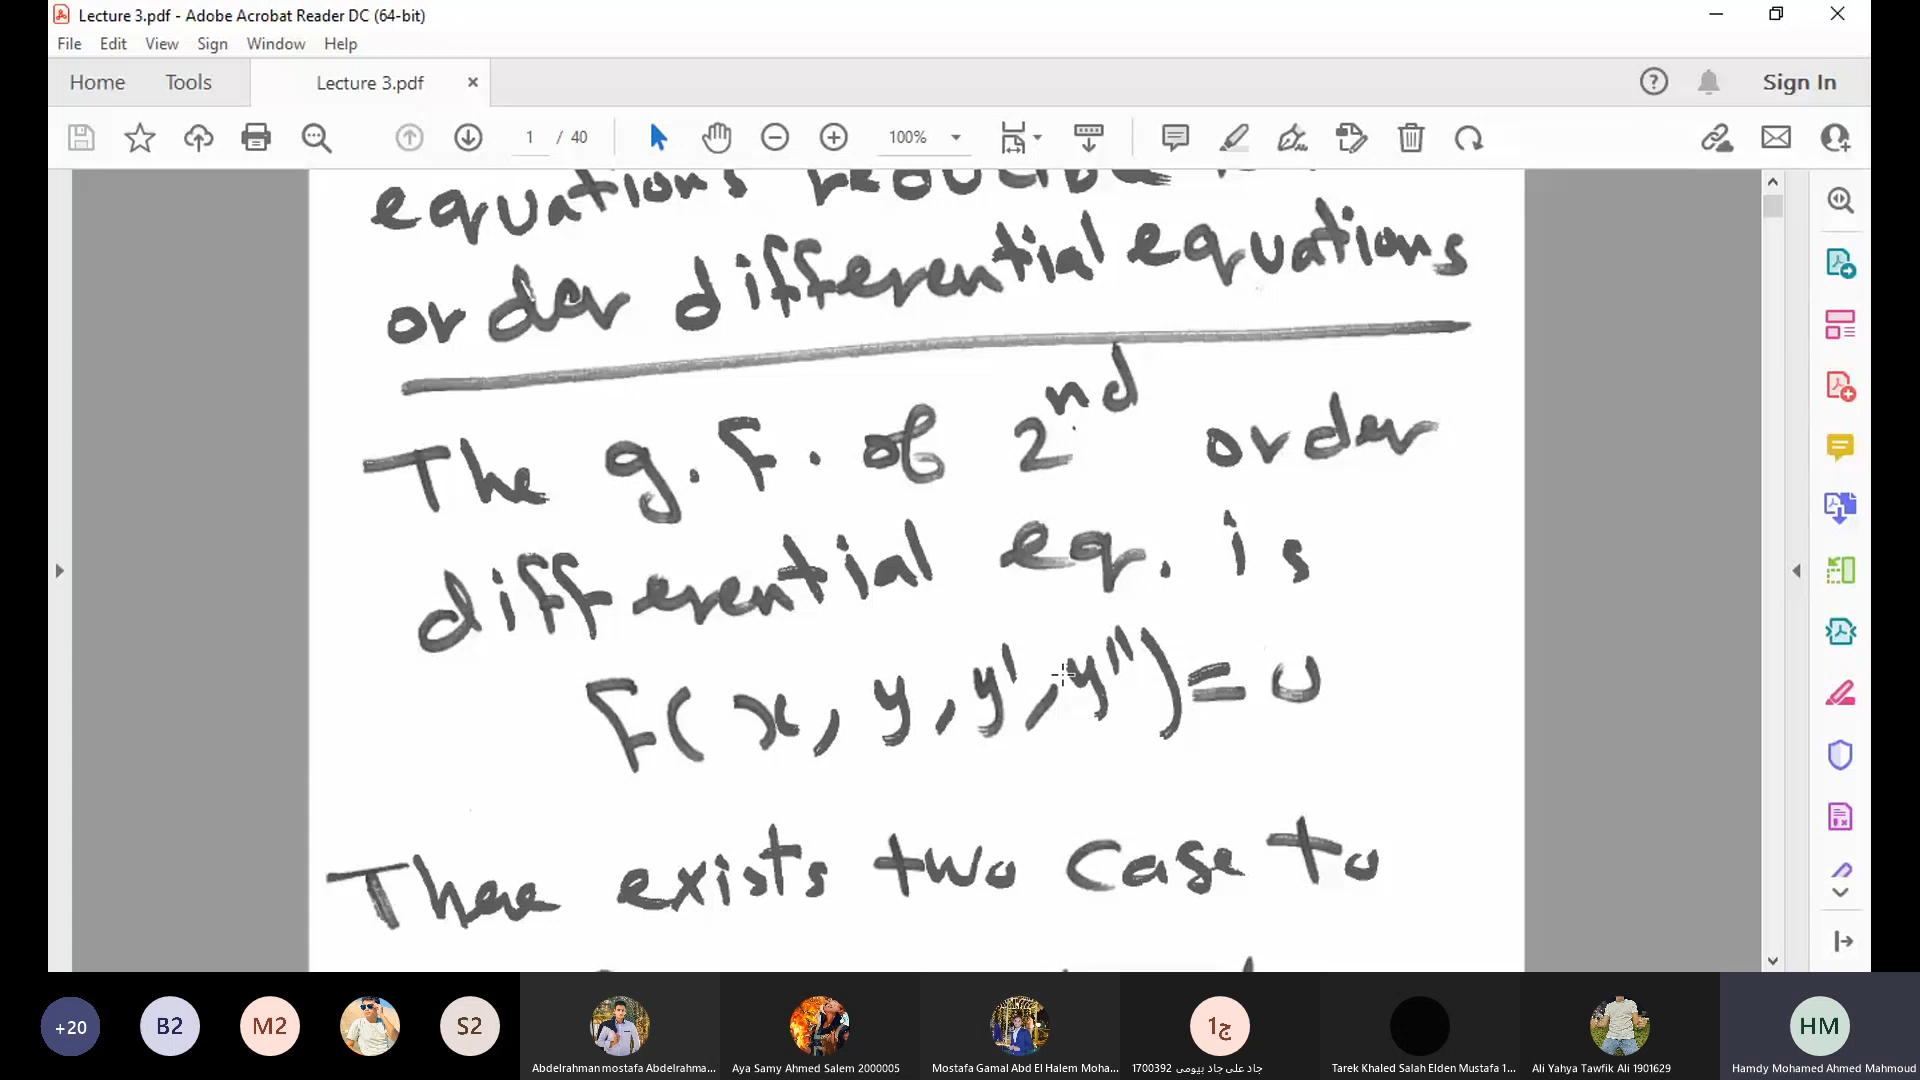 Lecture 3.pdf - Adobe Acrobat Reader DC (64-bit)
File Edit View Sign Window Help
Home Tools Lecture 3.pdf × Sign In
1 / 40 100%
equations reducible
order differential equations
The g.F. of 2nd order
differential eq. is
F(x, y, y', y'') = 0
There exists two case to
+20 B2 M2 S2 ج1 HM
Abdelrahman mostafa Abdelrahma... Aya Samy Ahmed Salem 2000005 Mostafa Gamal Abd El Halem Moha... جاد على جاد بيومى 1700392 Tarek Khaled Salah Elden Mustafa 1... Ali Yahya Tawfik Ali 1901629 Hamdy Mohamed Ahmed Mahmoud